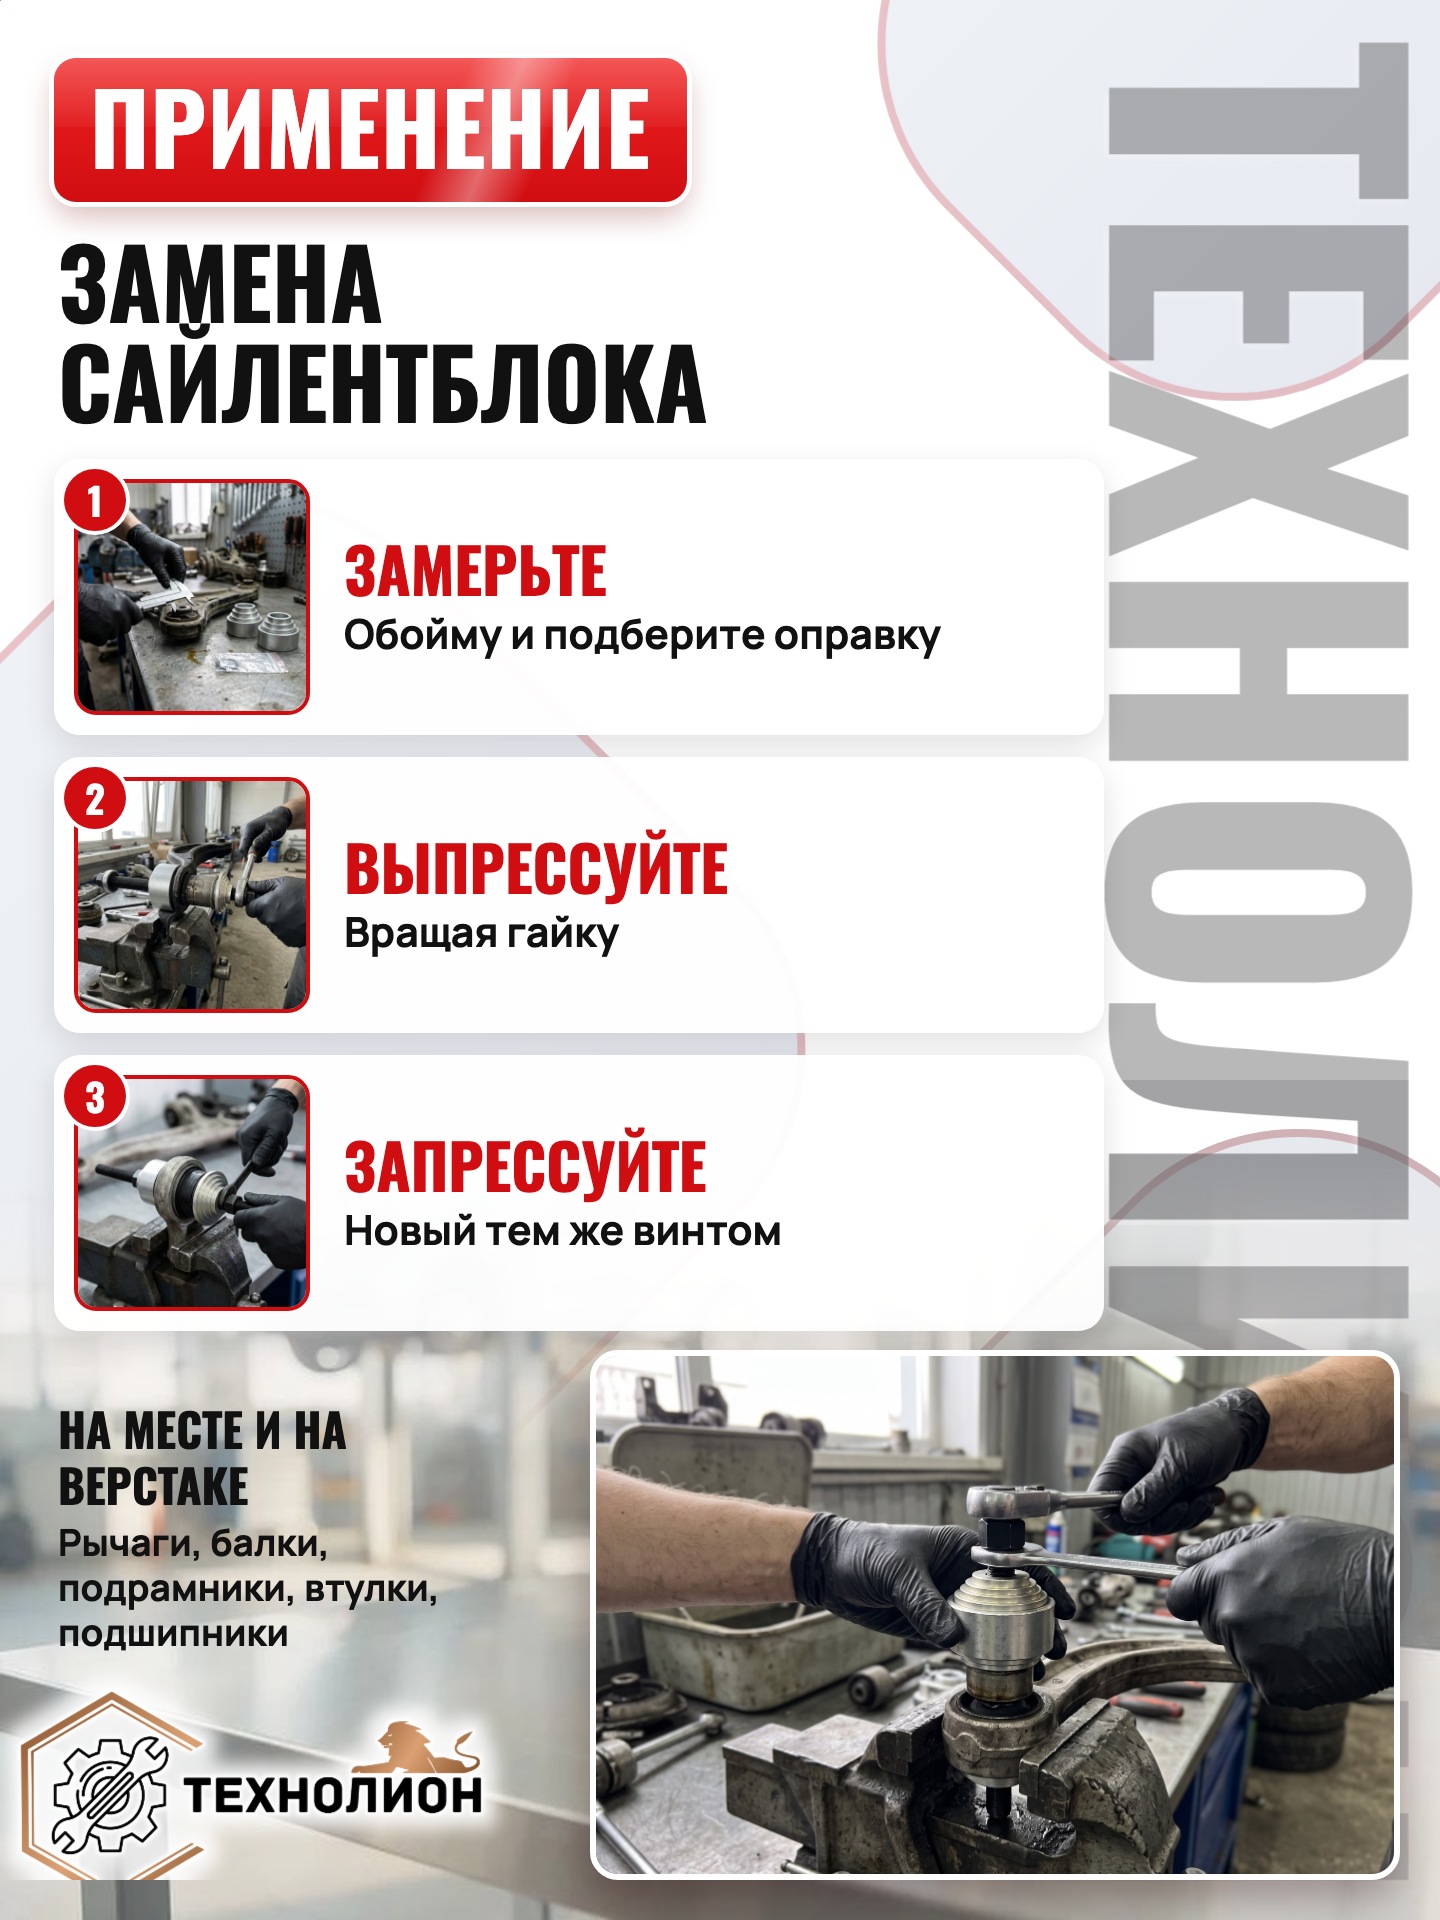 ПРИМЕНЕНИЕ
ЗАМЕНА
САЙЛЕНТБЛОКА
1
ЗАМЕРЬТЕ
Обойму и подберите оправку
2
ВЫПРЕССУЙТЕ
Вращая гайку
3
ЗАПРЕССУЙТЕ
Новый тем же винтом
НА МЕСТЕ И НА
ВЕРСТАКЕ
Рычаги, балки,
подрамники, втулки,
подшипники
ТЕХНОЛИОН
ТЕХНОЛИ